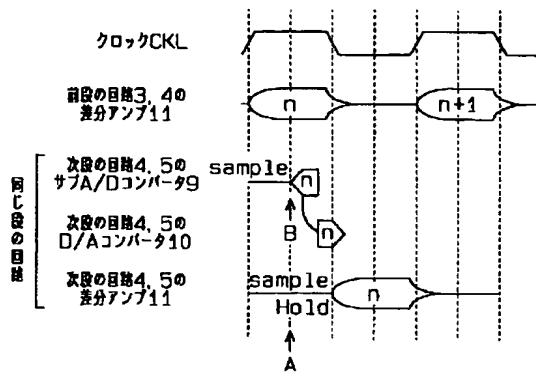 クロックCKL
前段の回路3, 4の
差分アンプ11
n
n+1
同じ段の回路
次段の回路4, 5の
サブA/Dコンバータ9
sample
n
次段の回路4, 5の
D/Aコンバータ10
B
n
次段の回路4, 5の
差分アンプ11
sample
Hold
n
A